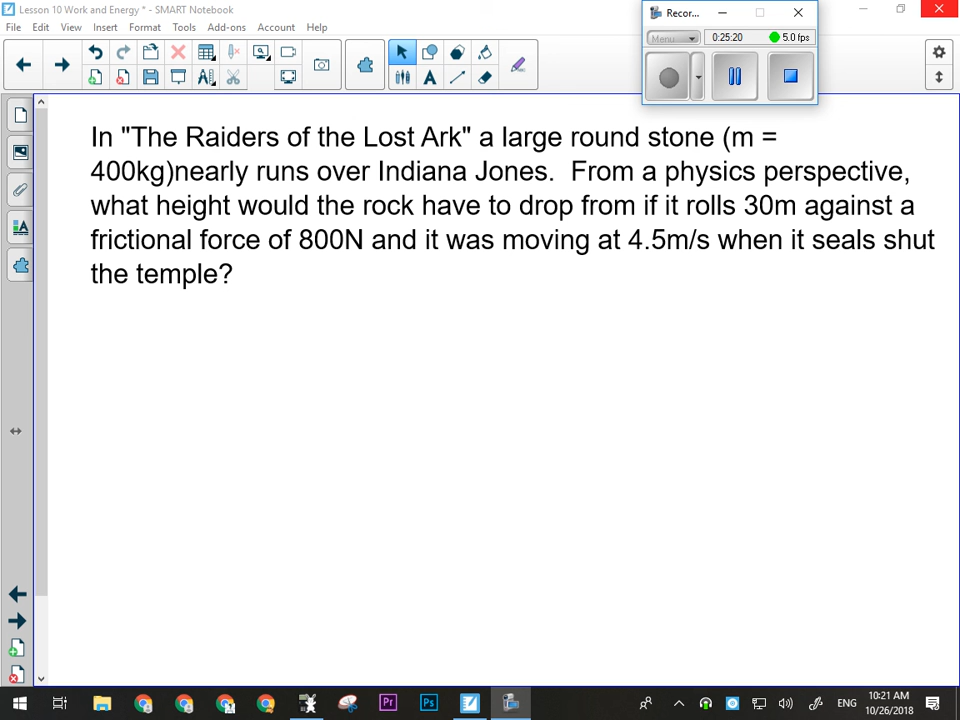 Lesson 10 Work and Energy * - SMART Notebook
File Edit View Insert Format Tools Add-ons Account Help
Recor...
Menu 0:25:20 5.0 fps
In "The Raiders of the Lost Ark" a large round stone (m =
400kg)nearly runs over Indiana Jones. From a physics perspective,
what height would the rock have to drop from if it rolls 30m against a
frictional force of 800N and it was moving at 4.5m/s when it seals shut
the temple?
Pr Ps
ENG
10:21 AM
10/26/2018